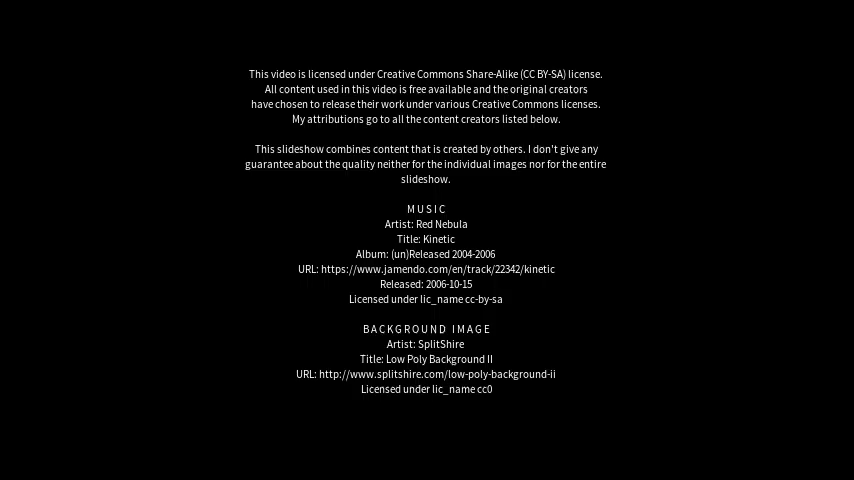 This video is licensed under Creative Commons Share-Alike (CC BY-SA) license.
All content used in this video is free available and the original creators
have chosen to release their work under various Creative Commons licenses.
My attributions go to all the content creators listed below.
This slideshow combines content that is created by others. I don't give any
guarantee about the quality neither for the individual images nor for the entire
slideshow.
MUSIC
Artist: Red Nebula
Title: Kinetic
Album: (un)Released 2004-2006
URL: https://www.jamendo.com/en/track/22342/kinetic
Released: 2006-10-15
Licensed under lic_name cc-by-sa
BACKGROUND IMAGE
Artist: SplitShire
Title: Low Poly Background II
URL: http://www.splitshire.com/low-poly-background-ii
Licensed under lic_name cc0